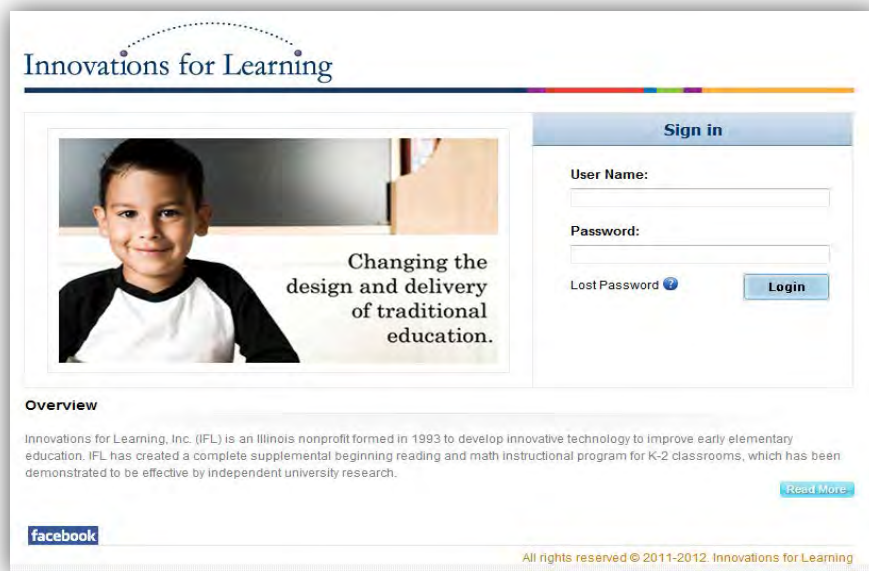 Innovations for Learning
Sign in
User Name:
Password:
Lost Password ?
Login
Changing the
design and delivery
of traditional
education.
Overview
Innovations for Learning, Inc. (IFL) is an Illinois nonprofit formed in 1993 to develop innovative technology to improve early elementary
education. IFL has created a complete supplemental beginning reading and math instructional program for K-2 classrooms, which has been
demonstrated to be effective by independent university research.
Read More
facebook
All rights reserved © 2011-2012. Innovations for Learning